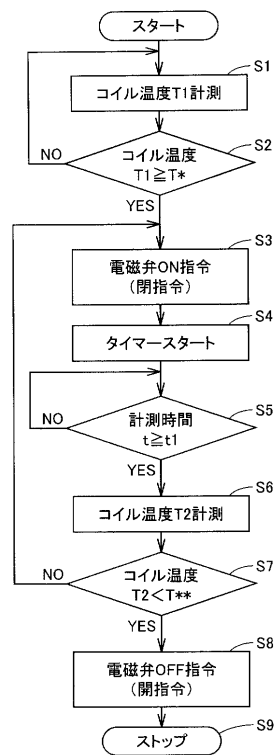 スタート
S1
コイル温度T1計測
S2
コイル温度
T1≧T*
NO
YES
S3
電磁弁ON指令
(閉指令)
S4
タイマースタート
S5
計測時間
t≧t1
NO
YES
S6
コイル温度T2計測
S7
コイル温度
T2<T**
NO
YES
S8
電磁弁OFF指令
(開指令)
S9
ストップ